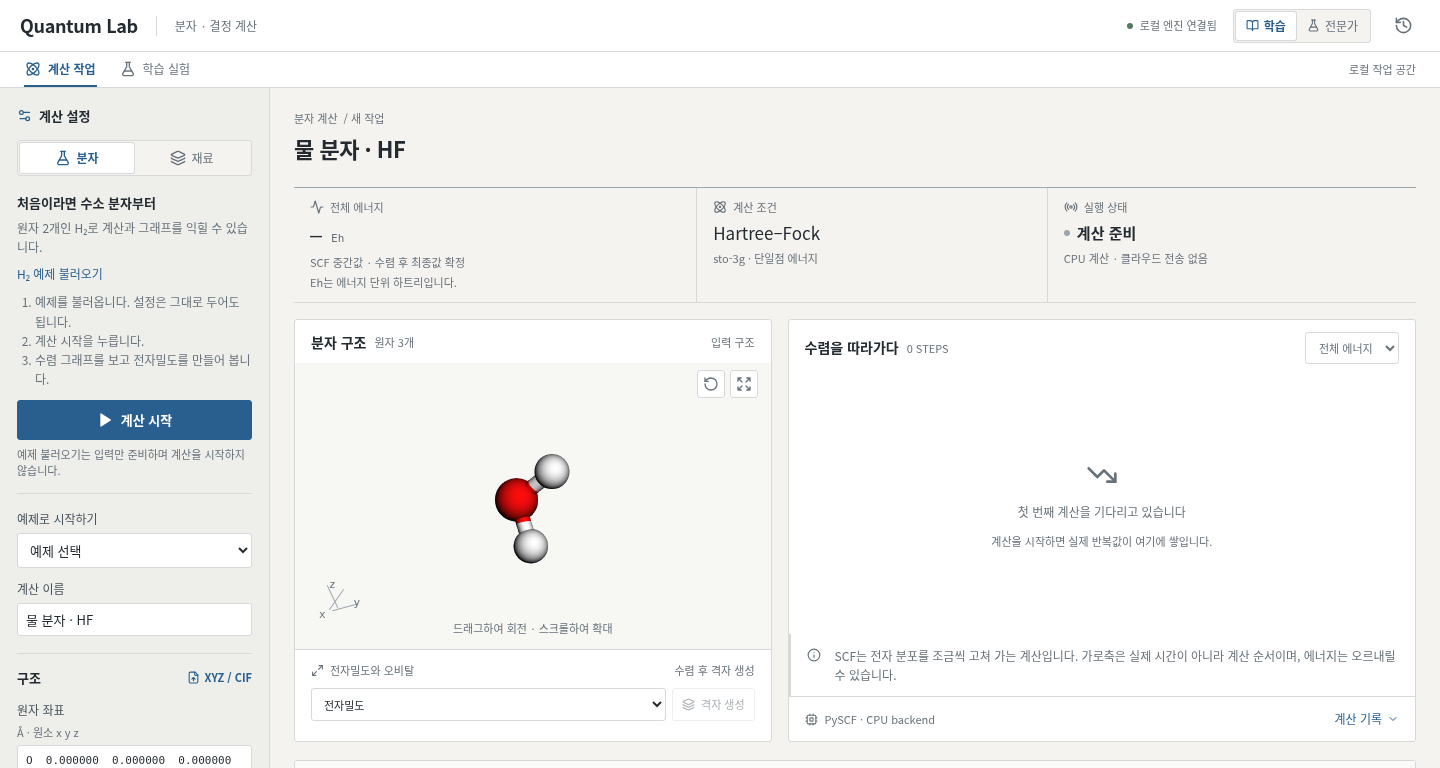 Quantum Lab
분자 · 결정 계산
로컬 엔진 연결됨
학습
전문가
계산 작업
학습 실험
로컬 작업 공간
계산 설정
분자
재료
처음이라면 수소 분자부터
원자 2개인 H₂로 계산과 그래프를 익힐 수 있습
니다.
H₂ 예제 불러오기
1. 예제를 불러옵니다. 설정은 그대로 두어도
됩니다.
2. 계산 시작을 누릅니다.
3. 수렴 그래프를 보고 전자밀도를 만들어 봅니
다.
계산 시작
예제 불러오기는 입력만 준비하며 계산을 시작하지
않습니다.
예제로 시작하기
예제 선택
계산 이름
물 분자 · HF
구조
XYZ / CIF
원자 좌표
Å · 원소 x y z
O 0.000000 0.000000 0.000000
분자 계산 / 새 작업
물 분자 · HF
전체 에너지
— Eh
SCF 중간값 · 수렴 후 최종값 확정
Eh는 에너지 단위 하트리입니다.
계산 조건
Hartree–Fock
sto-3g · 단일점 에너지
실행 상태
계산 준비
CPU 계산 · 클라우드 전송 없음
분자 구조 원자 3개
입력 구조
z
y
x
드래그하여 회전 · 스크롤하여 확대
전자밀도와 오비탈
수렴 후 격자 생성
전자밀도
격자 생성
수렴을 따라가다 0 STEPS
전체 에너지
첫 번째 계산을 기다리고 있습니다
계산을 시작하면 실제 반복값이 여기에 쌓입니다.
SCF는 전자 분포를 조금씩 고쳐 가는 계산입니다. 가로축은 실제 시간이 아니라 계산 순서이며, 에너지는 오르내릴
수 있습니다.
PySCF · CPU backend
계산 기록